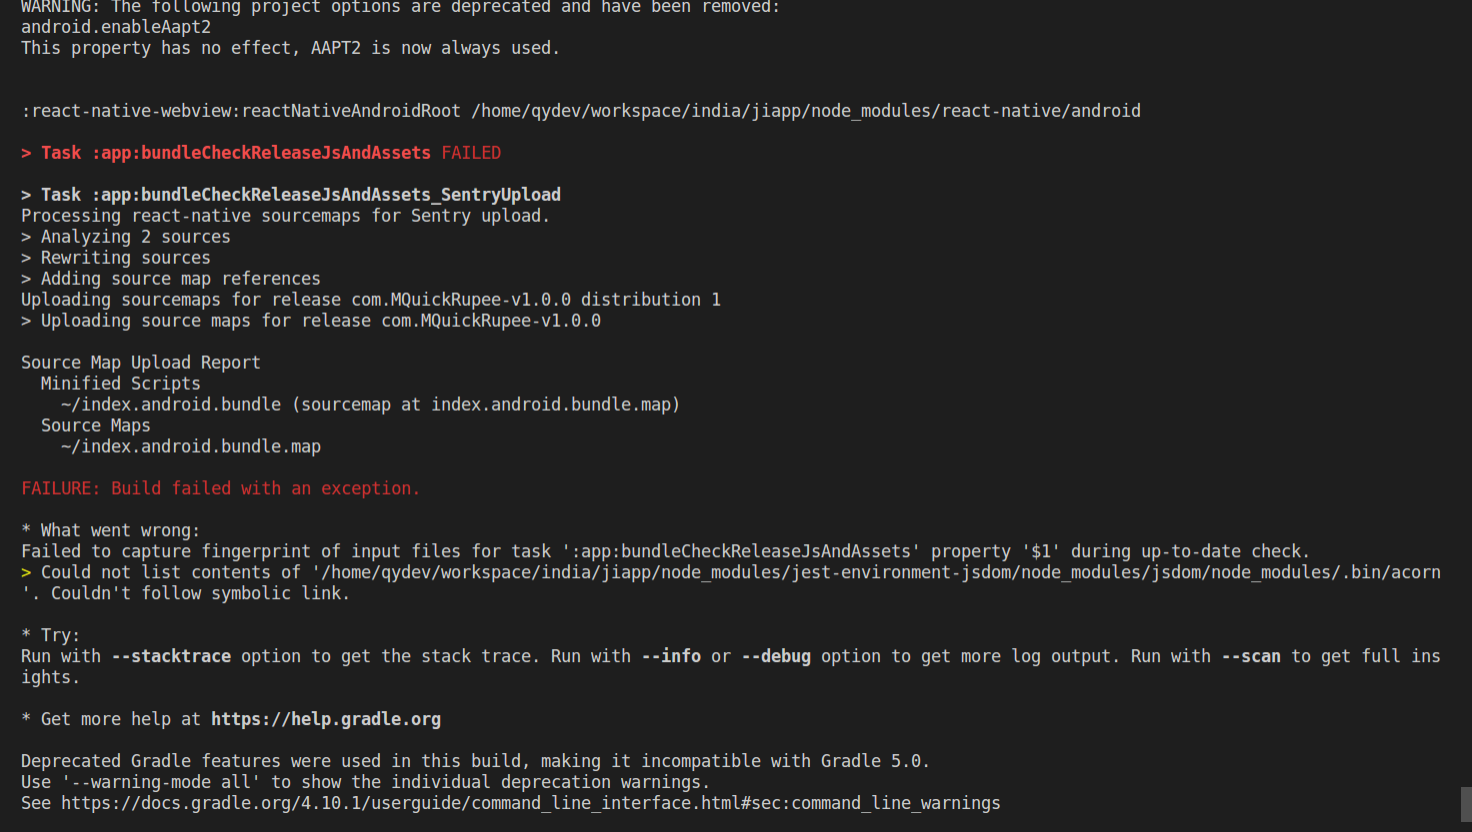 WARNING: The following project options are deprecated and have been removed:
android.enableAapt2
This property has no effect, AAPT2 is now always used.
:react-native-webview:reactNativeAndroidRoot /home/qydev/workspace/india/jiapp/node_modules/react-native/android
> Task :app:bundleCheckReleaseJsAndAssets FAILED
> Task :app:bundleCheckReleaseJsAndAssets_SentryUpload
Processing react-native sourcemaps for Sentry upload.
> Analyzing 2 sources
> Rewriting sources
> Adding source map references
Uploading sourcemaps for release com.MQuickRupee-v1.0.0 distribution 1
> Uploading source maps for release com.MQuickRupee-v1.0.0
Source Map Upload Report
Minified Scripts
~/index.android.bundle (sourcemap at index.android.bundle.map)
Source Maps
~/index.android.bundle.map
FAILURE: Build failed with an exception.
* What went wrong:
Failed to capture fingerprint of input files for task ':app:bundleCheckReleaseJsAndAssets' property '$1' during up-to-date check.
> Could not list contents of '/home/qydev/workspace/india/jiapp/node_modules/jest-environment-jsdom/node_modules/jsdom/node_modules/.bin/acorn
'. Couldn't follow symbolic link.
* Try:
Run with --stacktrace option to get the stack trace. Run with --info or --debug option to get more log output. Run with --scan to get full ins
ights.
* Get more help at https://help.gradle.org
Deprecated Gradle features were used in this build, making it incompatible with Gradle 5.0.
Use '--warning-mode all' to show the individual deprecation warnings.
See https://docs.gradle.org/4.10.1/userguide/command_line_interface.html#sec:command_line_warnings